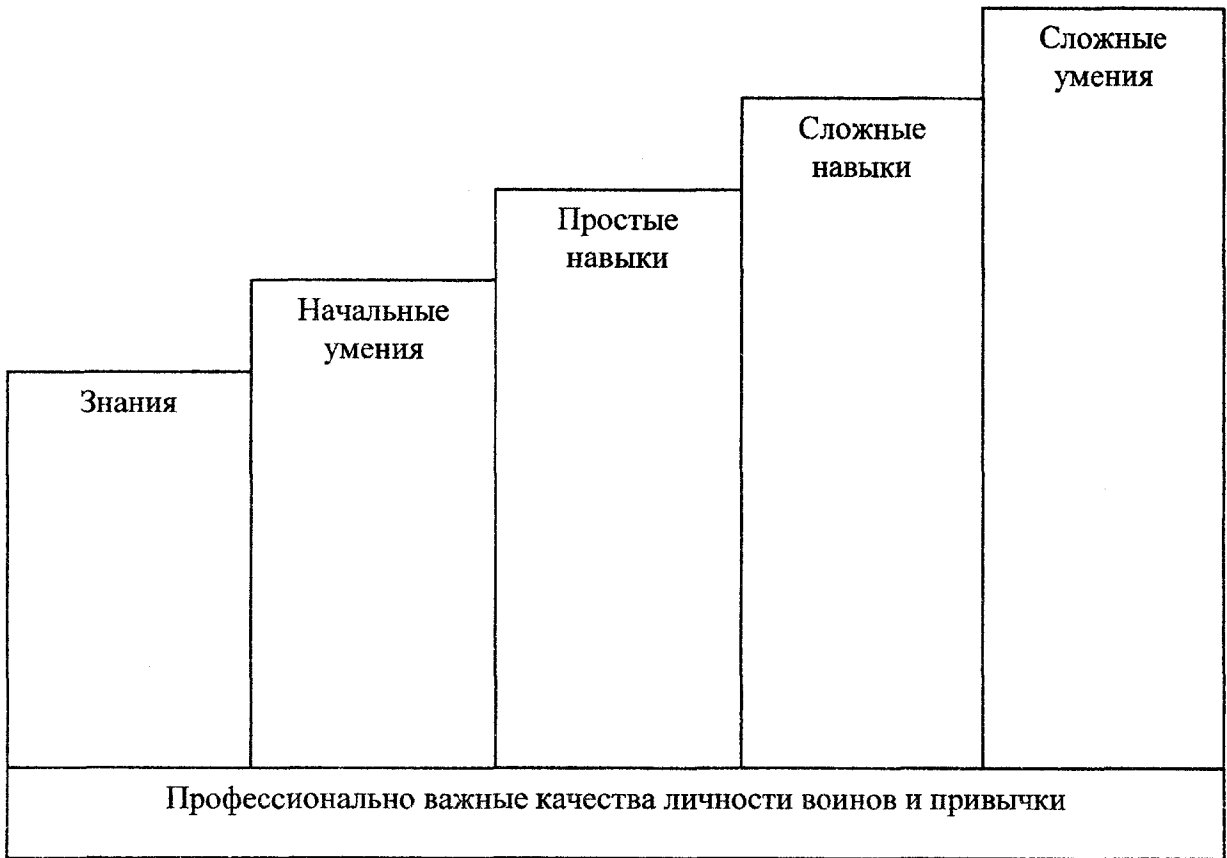 Сложные
умения
Сложные
навыки
Простые
навыки
Начальные
умения
Знания
Профессионально важные качества личности воинов и привычки